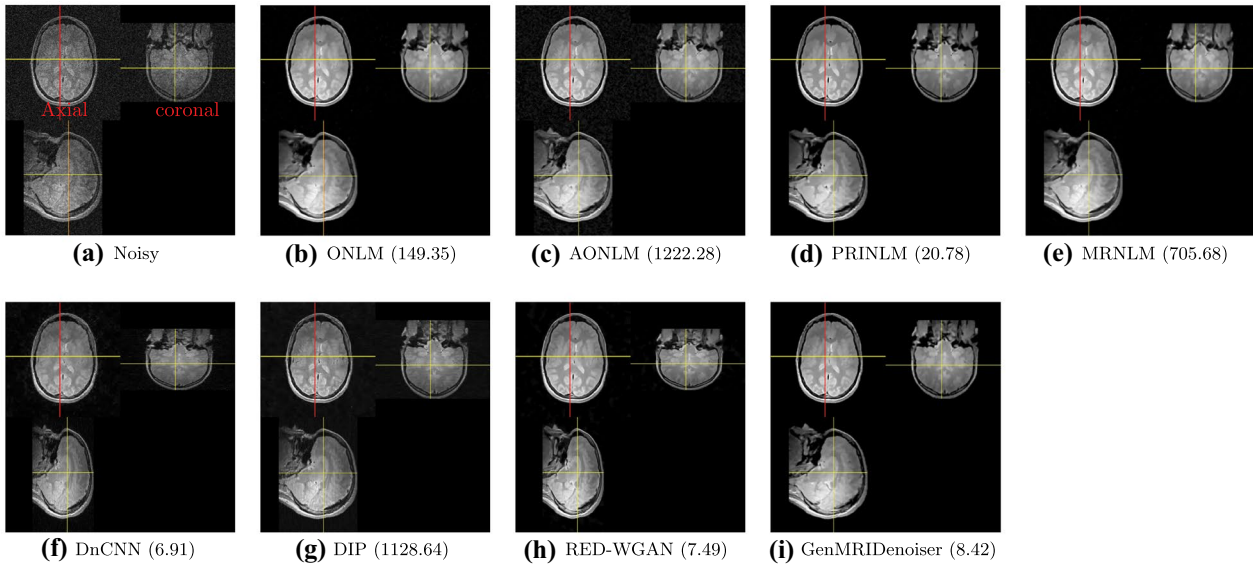 Axial coronal
(a) Noisy
(b) ONLM (149.35)
(c) AONLM (1222.28)
(d) PRINLM (20.78)
(e) MRNLM (705.68)
(f) DnCNN (6.91)
(g) DIP (1128.64)
(h) RED-WGAN (7.49)
(i) GenMRIDenoiser (8.42)